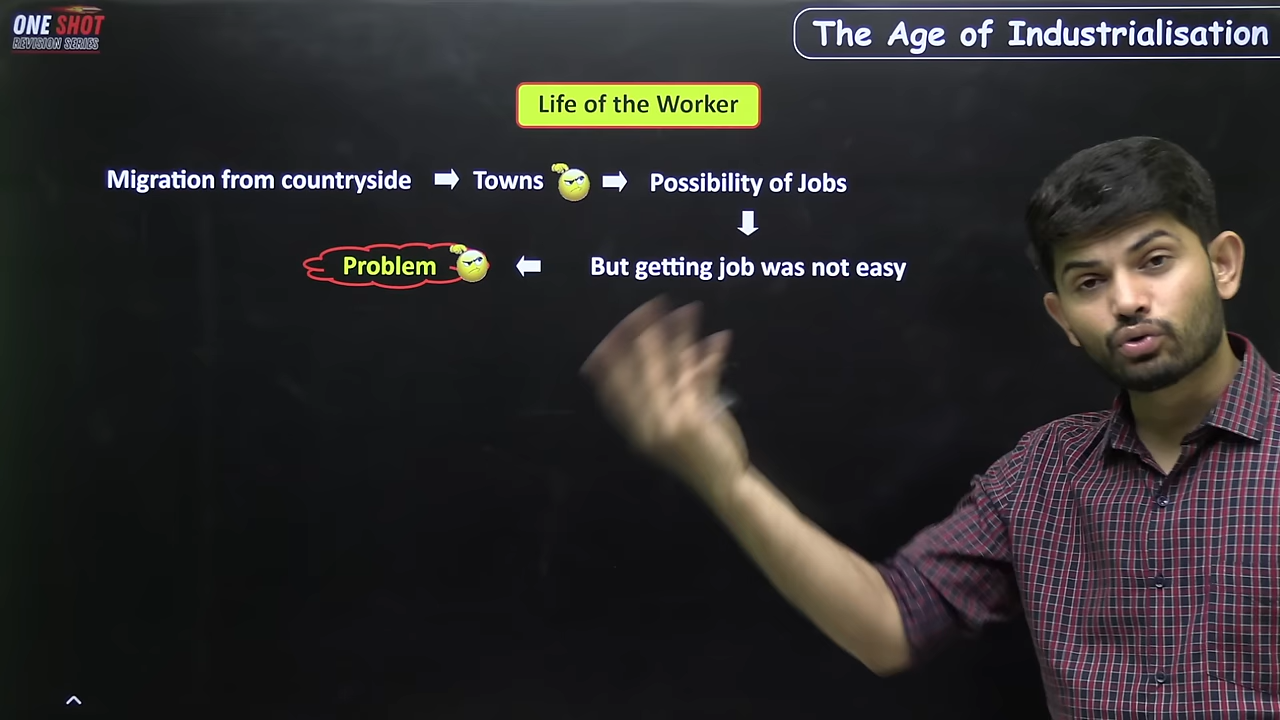 ONE SHOT
REVISION SERIES
The Age of Industrialisation
Life of the Worker
Migration from countryside ➡ Towns ➡ Possibility of Jobs
⬇
Problem ⬅ But getting job was not easy